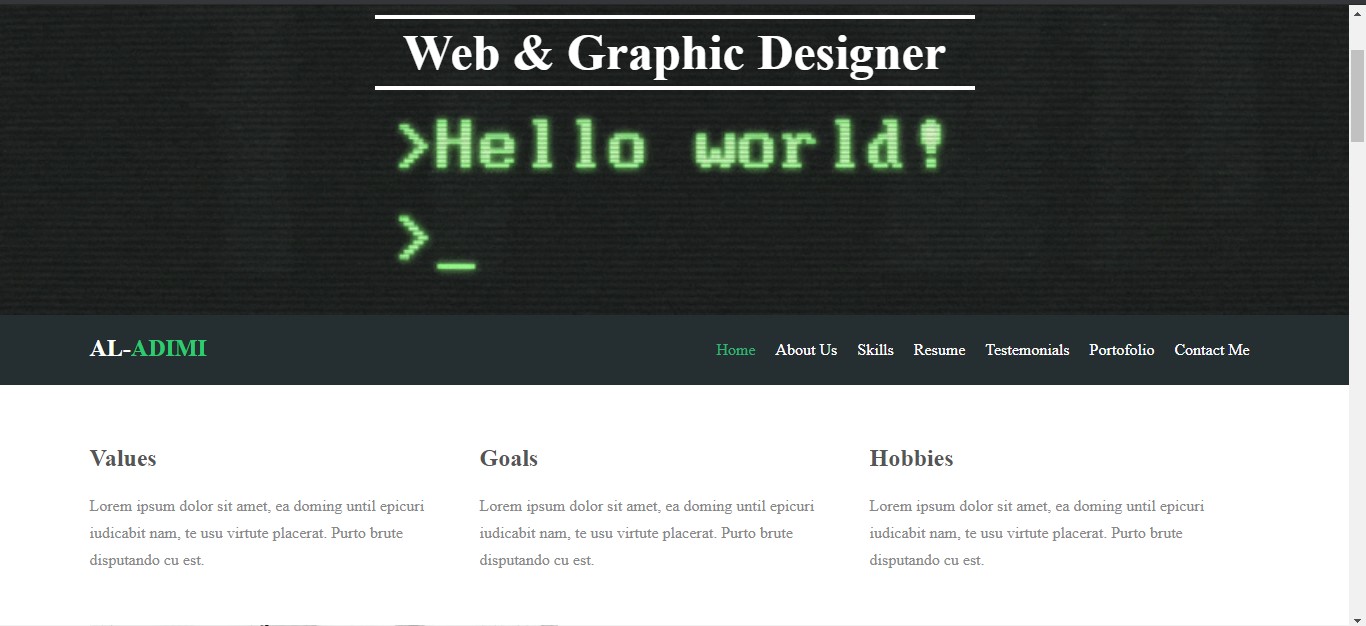 Web & Graphic Designer
>Hello world!
>_
AL-ADIMI
Home About Us Skills Resume Testemonials Portofolio Contact Me
Values
Lorem ipsum dolor sit amet, ea doming until epicuri
iudicabit nam, te usu virtute placerat. Purto brute
disputando cu est.
Goals
Lorem ipsum dolor sit amet, ea doming until epicuri
iudicabit nam, te usu virtute placerat. Purto brute
disputando cu est.
Hobbies
Lorem ipsum dolor sit amet, ea doming until epicuri
iudicabit nam, te usu virtute placerat. Purto brute
disputando cu est.